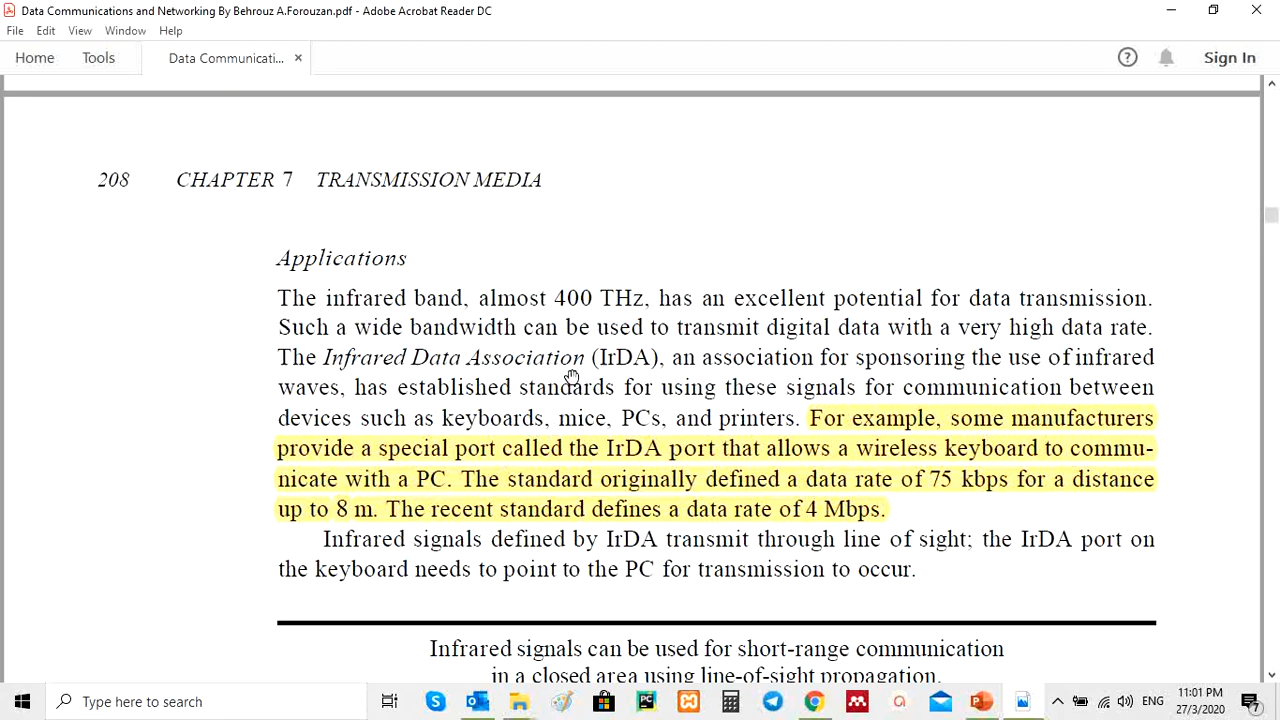 Data Communications and Networking By Behrouz A.Forouzan.pdf - Adobe Acrobat Reader DC
File Edit View Window Help
Home Tools Data Communicati... × Sign In
208 CHAPTER 7 TRANSMISSION MEDIA
Applications
The infrared band, almost 400 THz, has an excellent potential for data transmission.
Such a wide bandwidth can be used to transmit digital data with a very high data rate.
The Infrared Data Association (IrDA), an association for sponsoring the use of infrared
waves, has established standards for using these signals for communication between
devices such as keyboards, mice, PCs, and printers. For example, some manufacturers
provide a special port called the IrDA port that allows a wireless keyboard to commu-
nicate with a PC. The standard originally defined a data rate of 75 kbps for a distance
up to 8 m. The recent standard defines a data rate of 4 Mbps.
Infrared signals defined by IrDA transmit through line of sight; the IrDA port on
the keyboard needs to point to the PC for transmission to occur.
Infrared signals can be used for short-range communication
in a closed area using line-of-sight propagation.
Type here to search
ENG
11:01 PM
27/3/2020
7